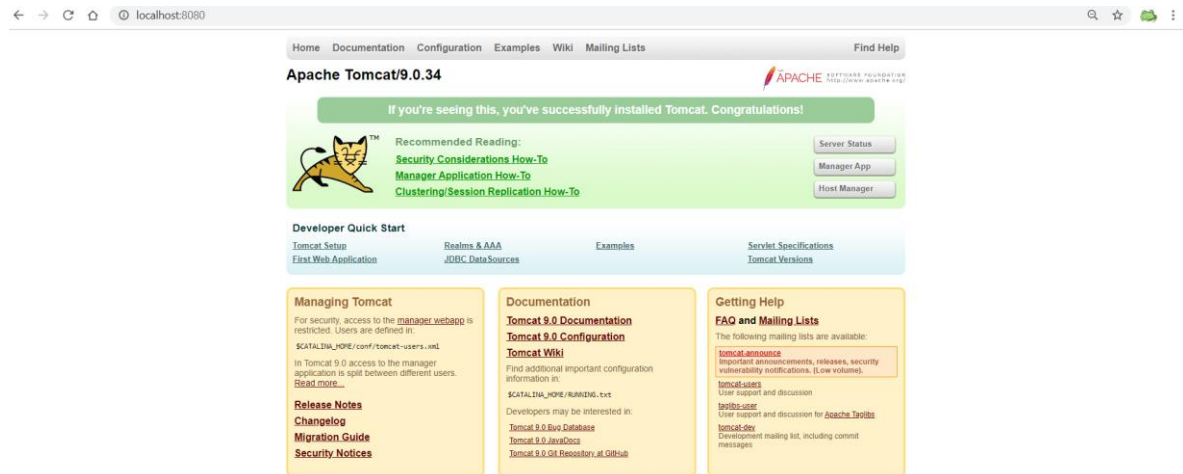 localhost:8080
Home Documentation Configuration Examples Wiki Mailing Lists Find Help
Apache Tomcat/9.0.34
APACHE SOFTWARE FOUNDATION
http://www.apache.org/
If you're seeing this, you've successfully installed Tomcat. Congratulations!
TM
Recommended Reading:
Security Considerations How-To
Manager Application How-To
Clustering/Session Replication How-To
Server Status
Manager App
Host Manager
Developer Quick Start
Tomcat Setup
First Web Application
Realms & AAA
JDBC DataSources
Examples
Servlet Specifications
Tomcat Versions
Managing Tomcat
For security, access to the manager webapp is
restricted. Users are defined in:
$CATALINA_HOME/conf/tomcat-users.xml
In Tomcat 9.0 access to the manager
application is split between different users.
Read more...
Release Notes
Changelog
Migration Guide
Security Notices
Documentation
Tomcat 9.0 Documentation
Tomcat 9.0 Configuration
Tomcat Wiki
Find additional important configuration
information in:
$CATALINA_HOME/RUNNING.txt
Developers may be interested in:
Tomcat 9.0 Bug Database
Tomcat 9.0 JavaDocs
Tomcat 9.0 Git Repository at GitHub
Getting Help
FAQ and Mailing Lists
The following mailing lists are available:
tomcat-announce
Important announcements, releases, security
vulnerability notifications. (Low volume).
tomcat-users
User support and discussion
taglibs-user
User support and discussion for Apache Taglibs
tomcat-dev
Development mailing list, including commit
messages